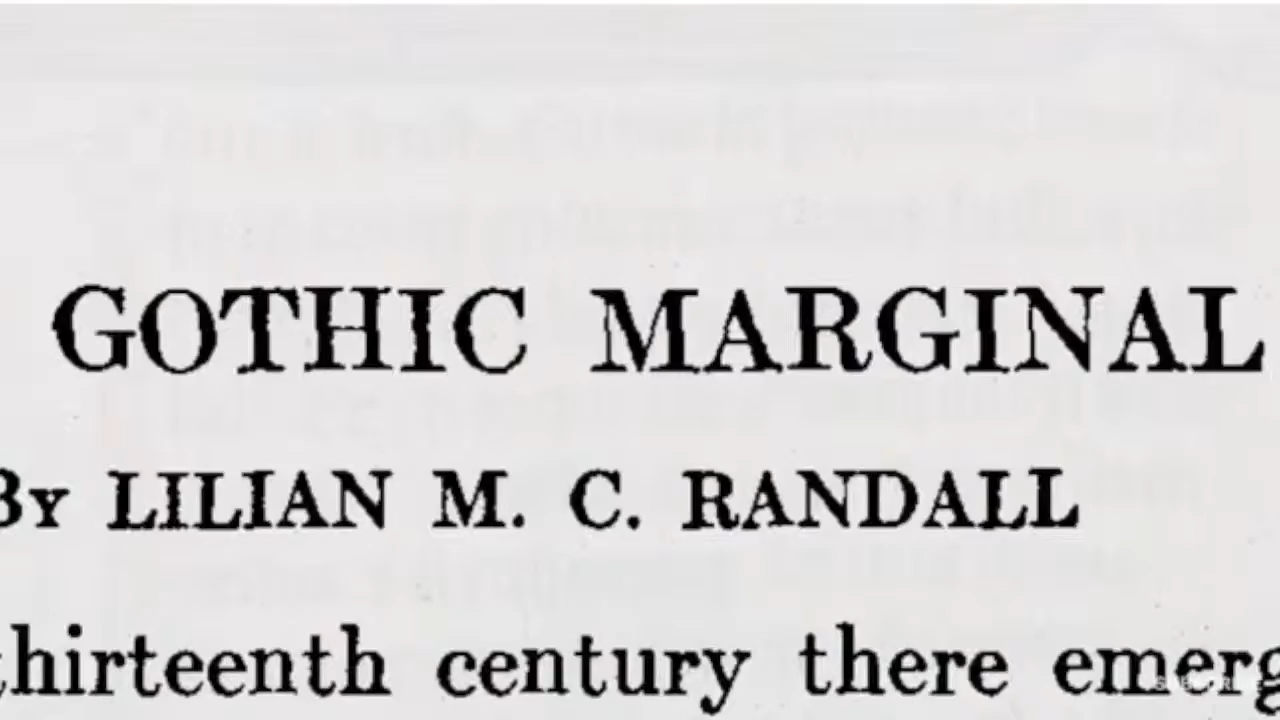 GOTHIC MARGINAL
By LILIAN M. C. RANDALL
thirteenth century there emerg